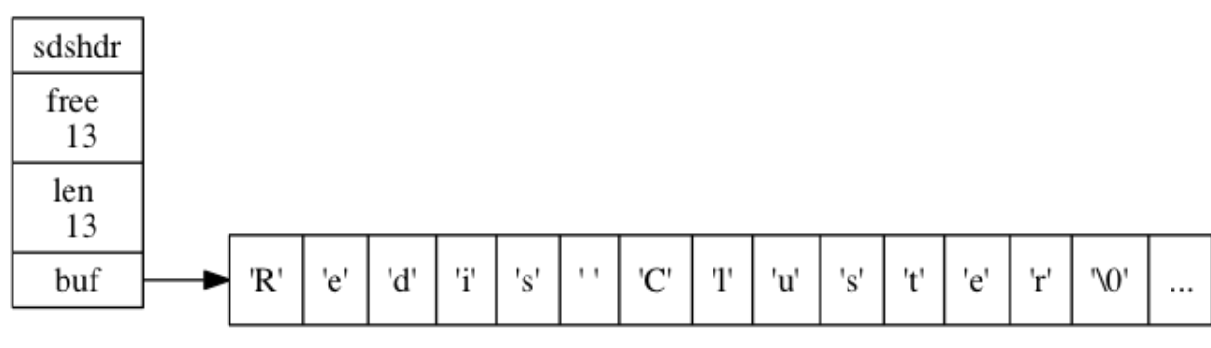 sdshdr
free
13
len
13
buf
'R' 'e' 'd' 'i' 's' ' ' 'C' 'l' 'u' 's' 't' 'e' 'r' '\0' ...